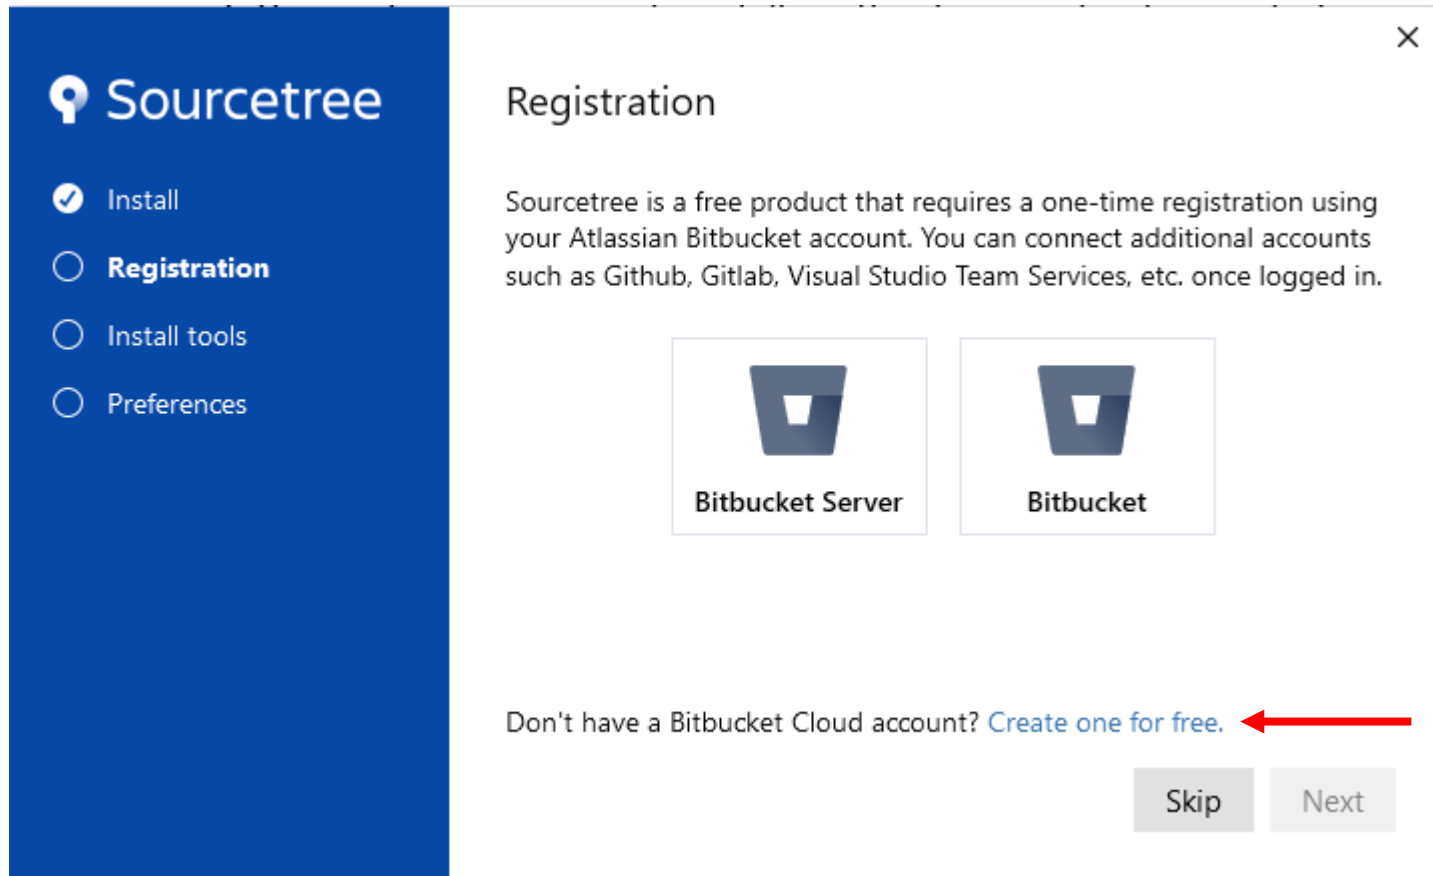 Sourcetree
Install
Registration
Install tools
Preferences
Registration
Sourcetree is a free product that requires a one-time registration using
your Atlassian Bitbucket account. You can connect additional accounts
such as Github, Gitlab, Visual Studio Team Services, etc. once logged in.
Bitbucket Server
Bitbucket
Don't have a Bitbucket Cloud account? Create one for free.
Skip
Next